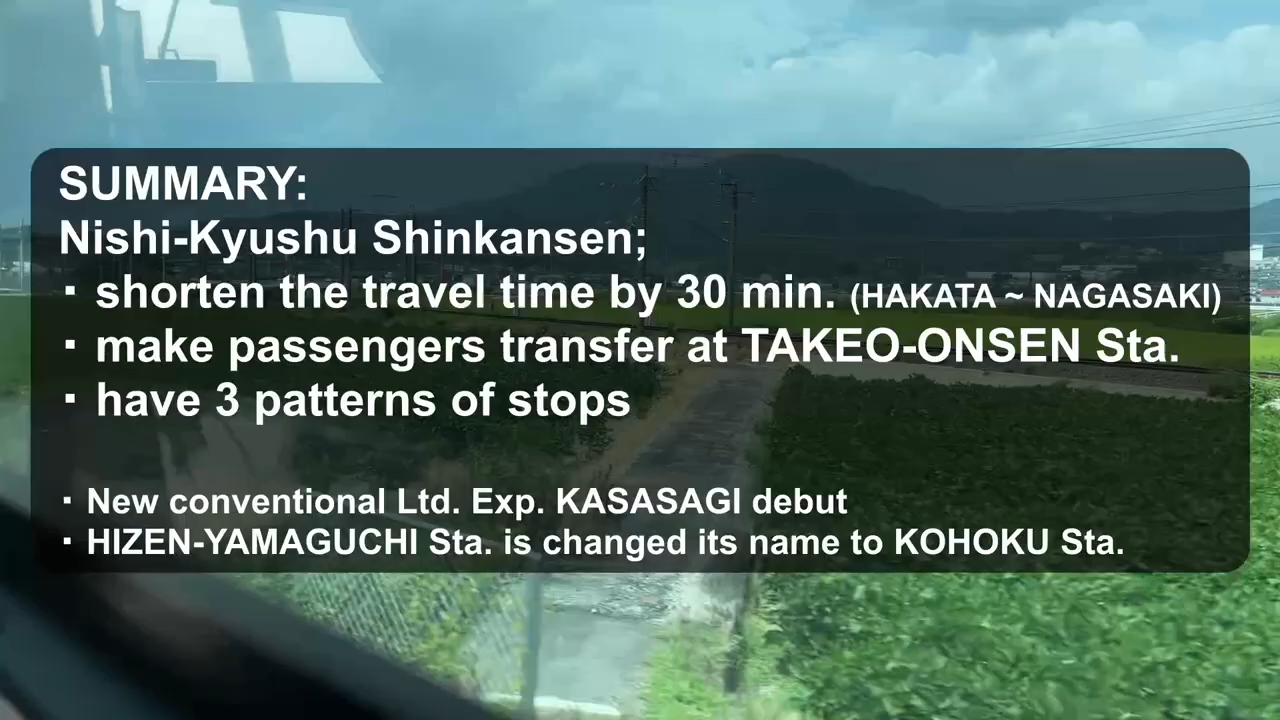 SUMMARY:
Nishi-Kyushu Shinkansen;
・shorten the travel time by 30 min. (HAKATA ~ NAGASAKI)
・make passengers transfer at TAKEO-ONSEN Sta.
・have 3 patterns of stops
・New conventional Ltd. Exp. KASASAGI debut
・HIZEN-YAMAGUCHI Sta. is changed its name to KOHOKU Sta.